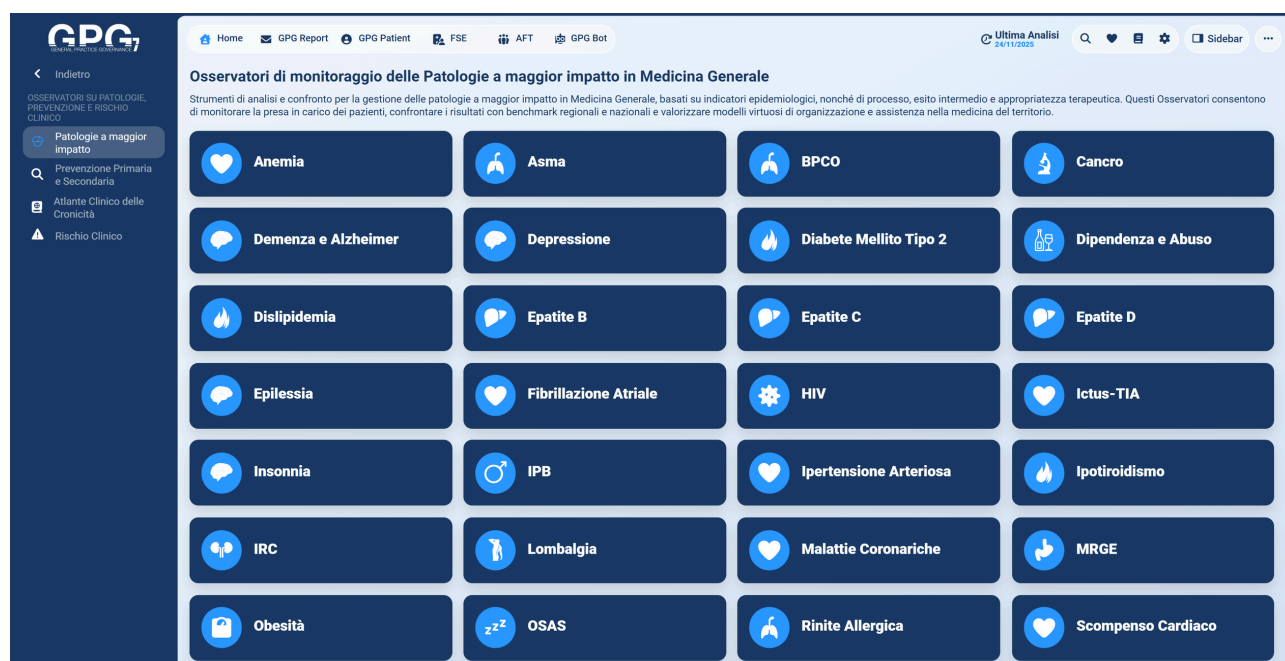 GPG7
GENERAL PRACTICE GOVERNANCE
Indietro
OSSERVATORI SU PATOLOGIE,
PREVENZIONE E RISCHIO
CLINICO
Patologie a maggior
impatto
Prevenzione Primaria
e Secondaria
Atlante Clinico delle
Cronicità
Rischio Clinico
Home GPG Report GPG Patient FSE AFT GPG Bot
Ultima Analisi
24/11/2025
Sidebar
Osservatori di monitoraggio delle Patologie a maggior impatto in Medicina Generale
Strumenti di analisi e confronto per la gestione delle patologie a maggior impatto in Medicina Generale, basati su indicatori epidemiologici, nonché di processo, esito intermedio e appropriatezza terapeutica. Questi Osservatori consentono
di monitorare la presa in carico dei pazienti, confrontare i risultati con benchmark regionali e nazionali e valorizzare modelli virtuosi di organizzazione e assistenza nella medicina del territorio.
Anemia
Asma
BPCO
Cancro
Demenza e Alzheimer
Depressione
Diabete Mellito Tipo 2
Dipendenza e Abuso
Dislipidemia
Epatite B
Epatite C
Epatite D
Epilessia
Fibrillazione Atriale
HIV
Ictus-TIA
Insonnia
IPB
Ipertensione Arteriosa
Ipotiroidismo
IRC
Lombalgia
Malattie Coronariche
MRGE
Obesità
zzZ
OSAS
Rinite Allergica
Scompenso Cardiaco